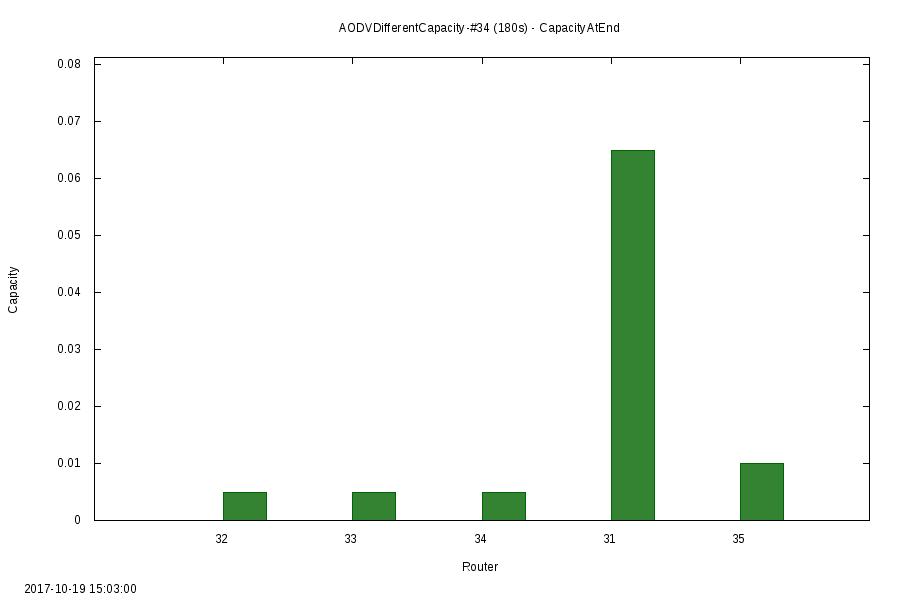 AODVDifferentCapacity-#34 (180s) - CapacityAtEnd
0.08
0.07
0.06
0.05
0.04
0.03
0.02
0.01
0
Capacity
32 33 34 31 35
Router
2017-10-19 15:03:00